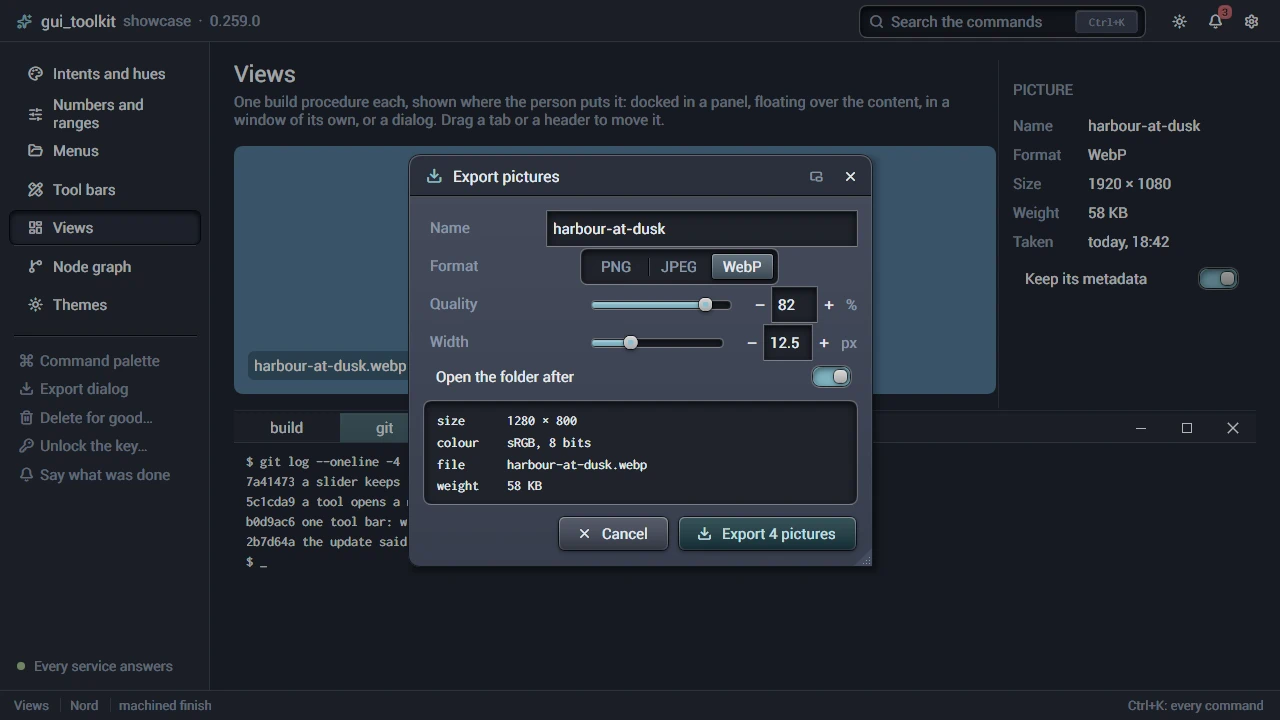 gui_toolkit showcase · 0.259.0
Search the commands Ctrl+K
3
Intents and hues
Numbers and
ranges
Menus
Tool bars
Views
Node graph
Themes
Command palette
Export dialog
Delete for good...
Unlock the key...
Say what was done
Every service answers
Views
One build procedure each, shown where the person puts it: docked in a panel, floating over the content, in a
window of its own, or a dialog. Drag a tab or a header to move it.
harbour-at-dusk.webp
PICTURE
Name harbour-at-dusk
Format WebP
Size 1920 × 1080
Weight 58 KB
Taken today, 18:42
Keep its metadata
Export pictures
Name harbour-at-dusk
Format PNG JPEG WebP
Quality − 82 + %
Width − 12.5 + px
Open the folder after
size 1280 × 800
colour sRGB, 8 bits
file harbour-at-dusk.webp
weight 58 KB
Cancel Export 4 pictures
build git
$ git log --oneline -4
7a41473 a slider keeps
5c1cda9 a tool opens a
b0d9ac6 one tool bar:
2b7d64a the update said
$ _
Views Nord machined finish
Ctrl+K: every command